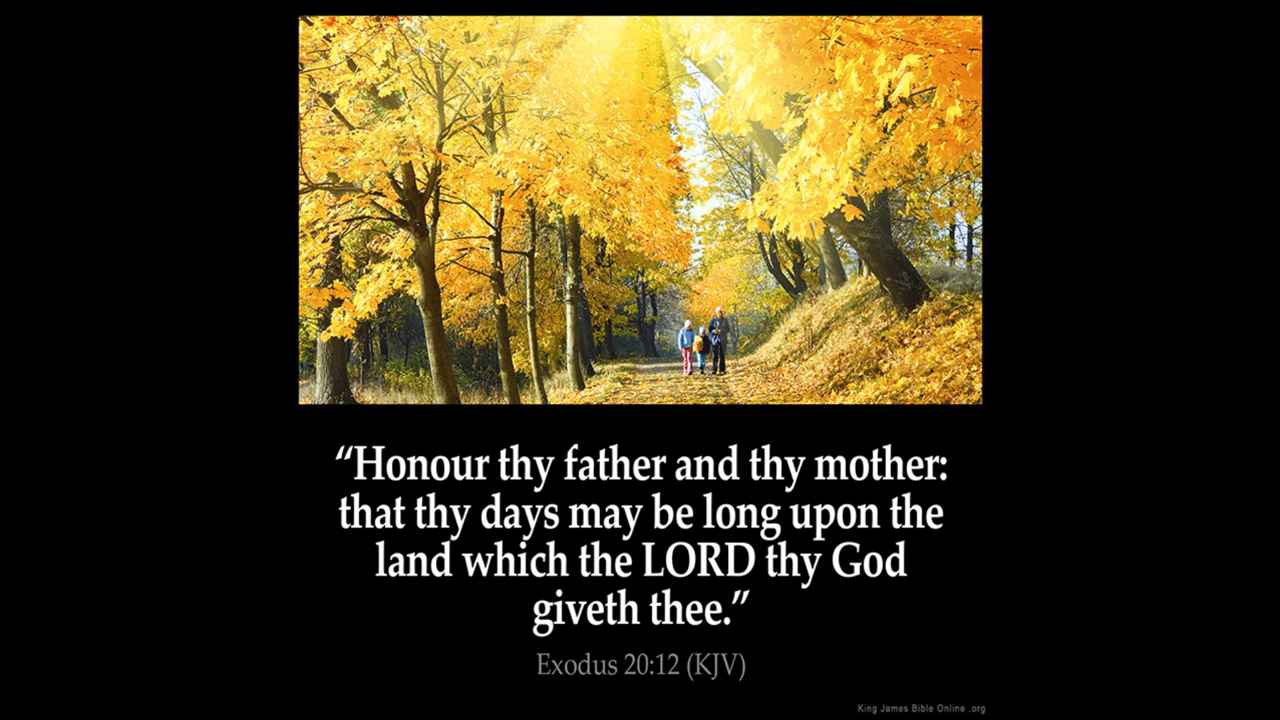 “Honour thy father and thy mother:
that thy days may be long upon the
land which the LORD thy God
giveth thee.”
Exodus 20:12 (KJV)
King James Bible Online .org